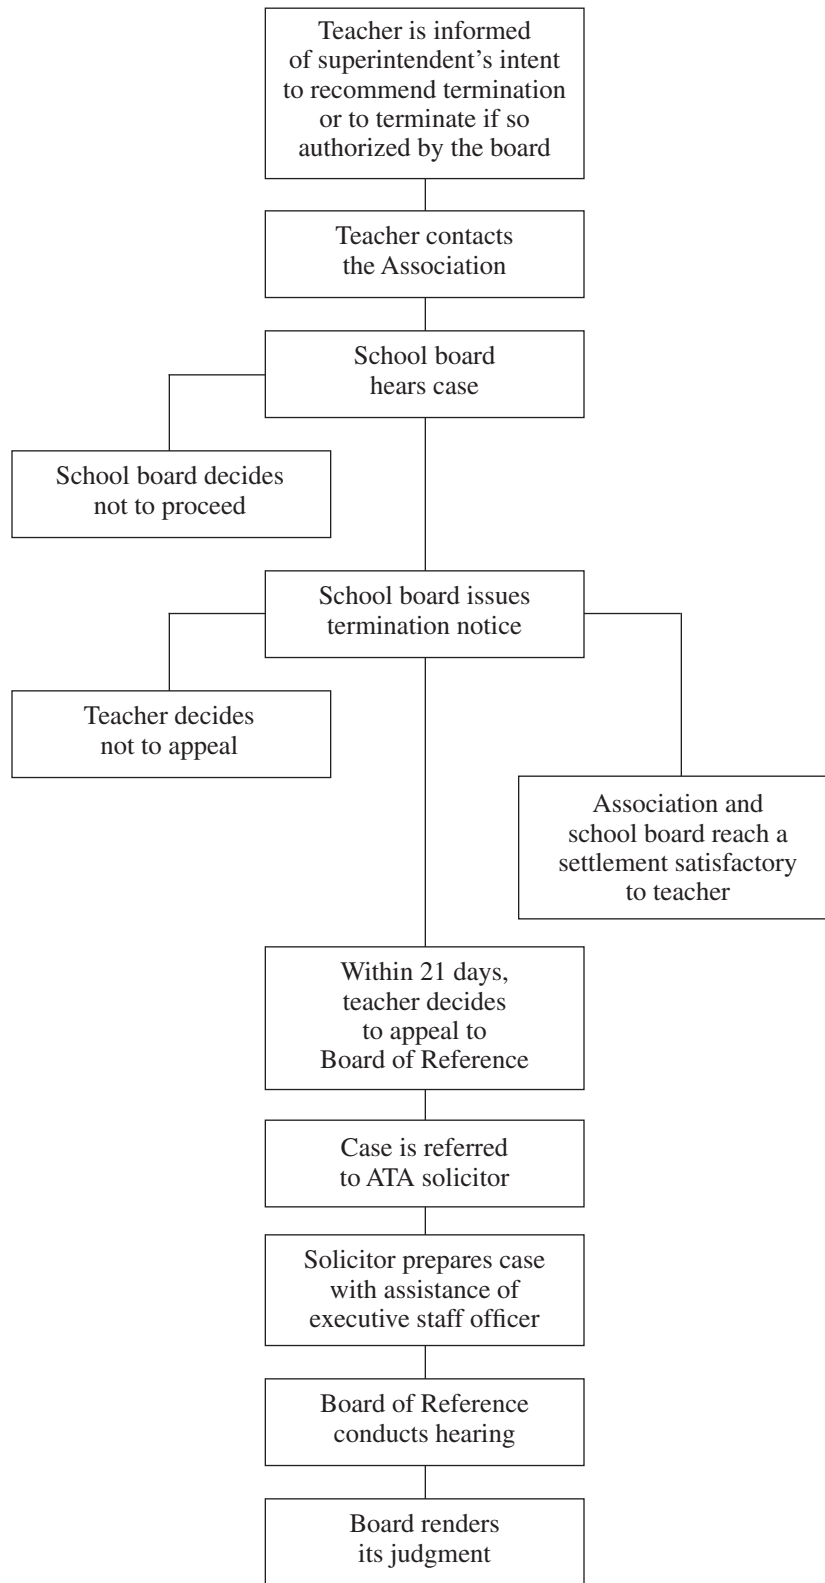 Teacher is informed
of superintendent’s intent
to recommend termination
or to terminate if so
authorized by the board
Teacher contacts
the Association
School board
hears case
School board decides
not to proceed
School board issues
termination notice
Teacher decides
not to appeal
Association and
school board reach a
settlement satisfactory
to teacher
Within 21 days,
teacher decides
to appeal to
Board of Reference
Case is referred
to ATA solicitor
Solicitor prepares case
with assistance of
executive staff officer
Board of Reference
conducts hearing
Board renders
its judgment